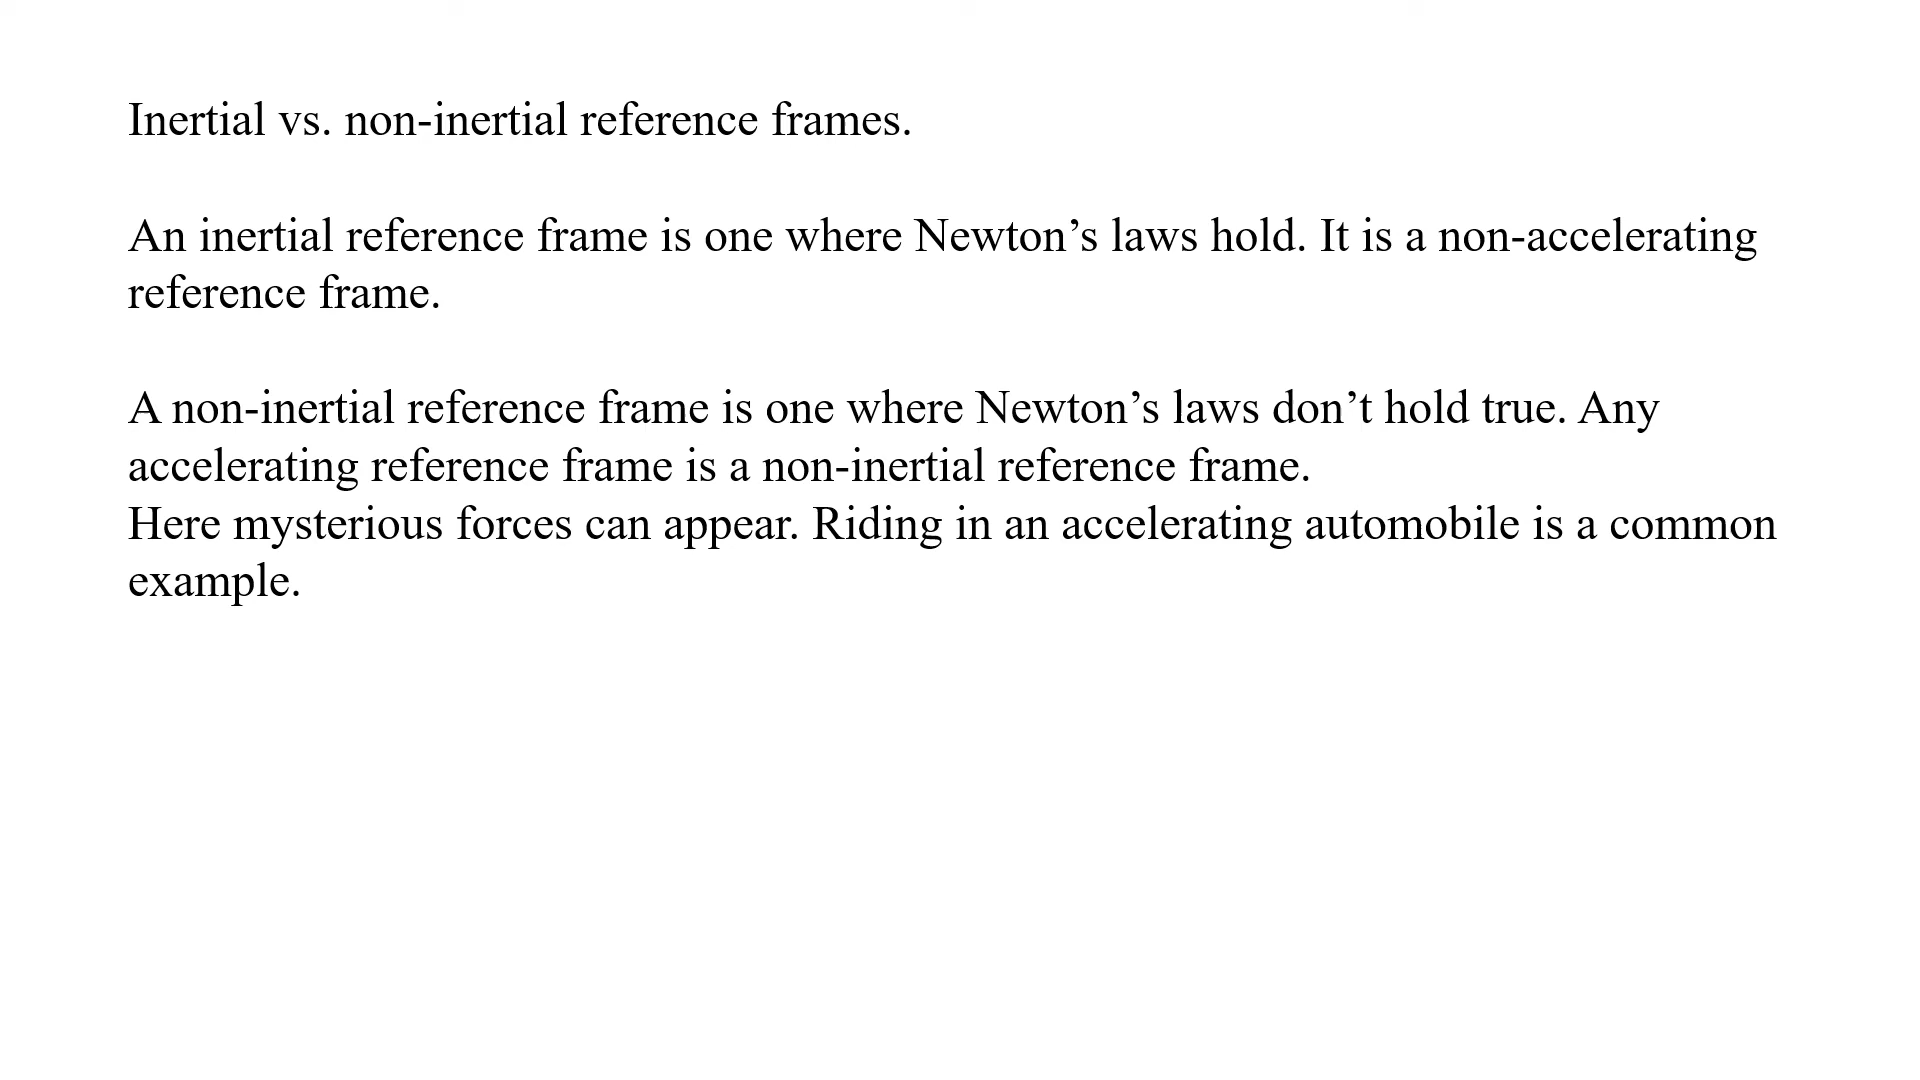 Inertial vs. non-inertial reference frames.
An inertial reference frame is one where Newton’s laws hold. It is a non-accelerating
reference frame.
A non-inertial reference frame is one where Newton’s laws don’t hold true. Any
accelerating reference frame is a non-inertial reference frame.
Here mysterious forces can appear. Riding in an accelerating automobile is a common
example.